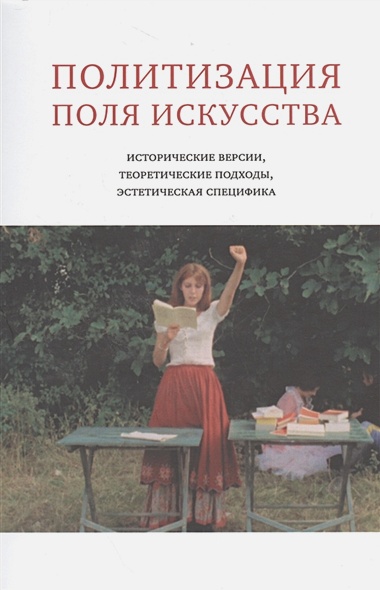 ПОЛИТИЗАЦИЯ
ПОЛЯ ИСКУССТВА
ИСТОРИЧЕСКИЕ ВЕРСИИ,
ТЕОРЕТИЧЕСКИЕ ПОДХОДЫ,
ЭСТЕТИЧЕСКАЯ СПЕЦИФИКА